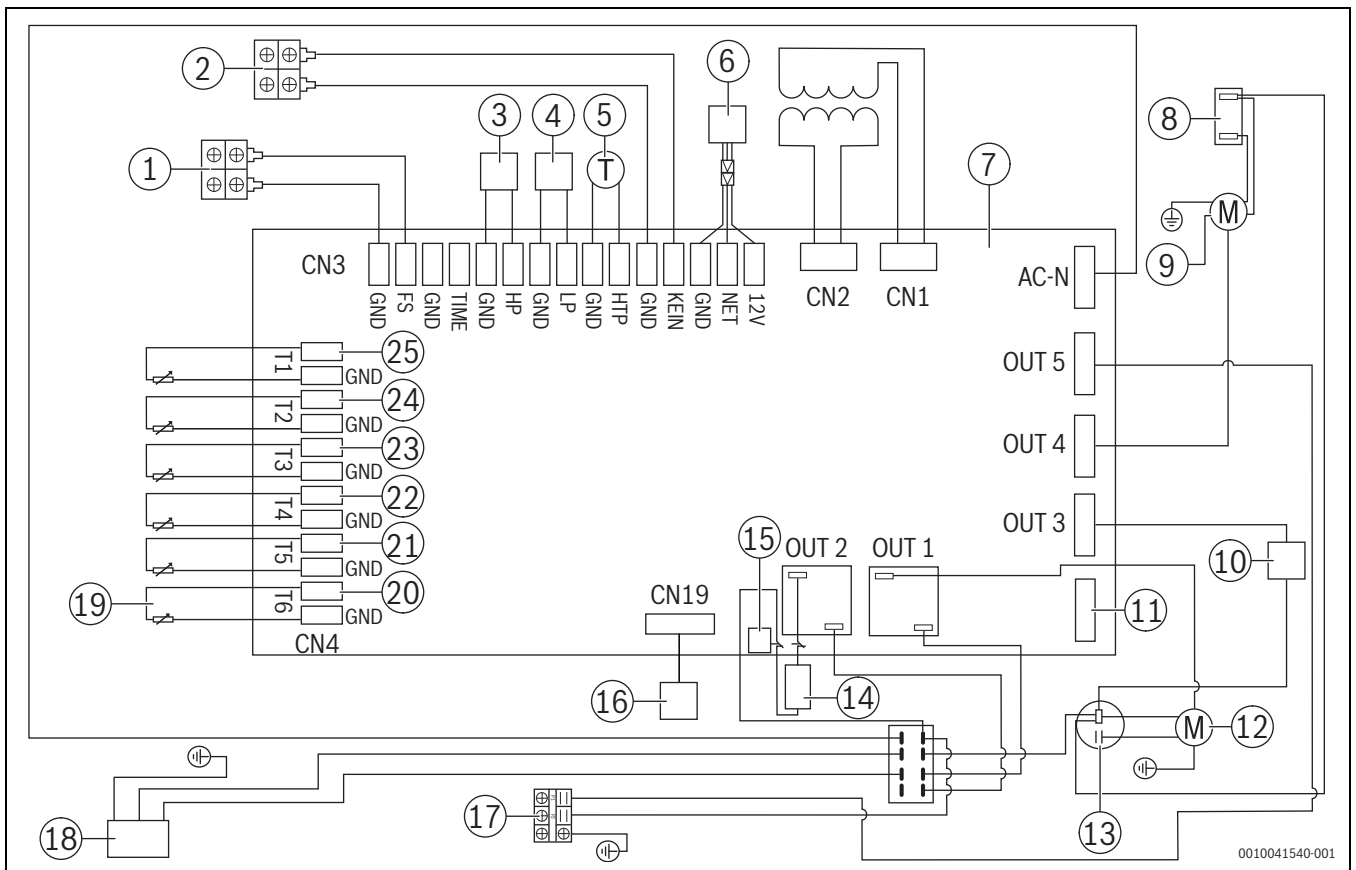 2
6
3
4
5
8
1
T
7
M
CN3
CN2
CN1
AC-N
9
GND
FS
GND
TIME
GND
HP
GND
LP
GND
HTP
GND
KEIN
GND
NET
12V
T1
25
GND
OUT 5
T2
24
GND
T3
23
GND
OUT 4
T4
22
GND
OUT 3
T5
21
GND
15
OUT 2
OUT 1
10
19
T6
20
GND
CN19
11
CN4
16
14
M
12
17
18
13
0010041540-001